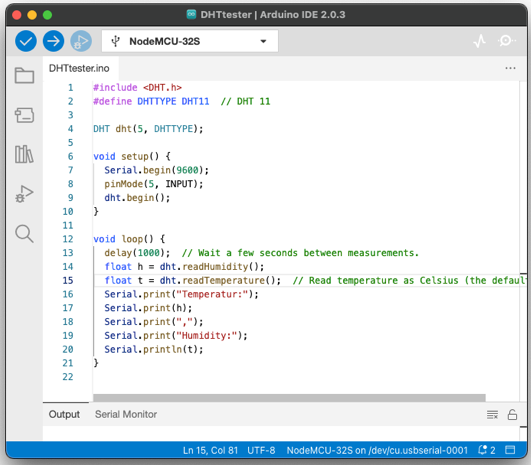 DHTtester | Arduino IDE 2.0.3
NodeMCU-32S
DHTtester.ino
1 #include <DHT.h>
2 #define DHTTYPE DHT11  // DHT 11
3
4 DHT dht(5, DHTTYPE);
5
6 void setup() {
7   Serial.begin(9600);
8   pinMode(5, INPUT);
9   dht.begin();
10 }
11
12 void loop() {
13   delay(1000);  // Wait a few seconds between measurements.
14   float h = dht.readHumidity();
15   float t = dht.readTemperature();  // Read temperature as Celsius (the default
16   Serial.print("Temperatur:");
17   Serial.print(h);
18   Serial.print(",");
19   Serial.print("Humidity:");
20   Serial.println(t);
21 }
22
Output Serial Monitor
Ln 15, Col 81 UTF-8 NodeMCU-32S on /dev/cu.usbserial-0001 2